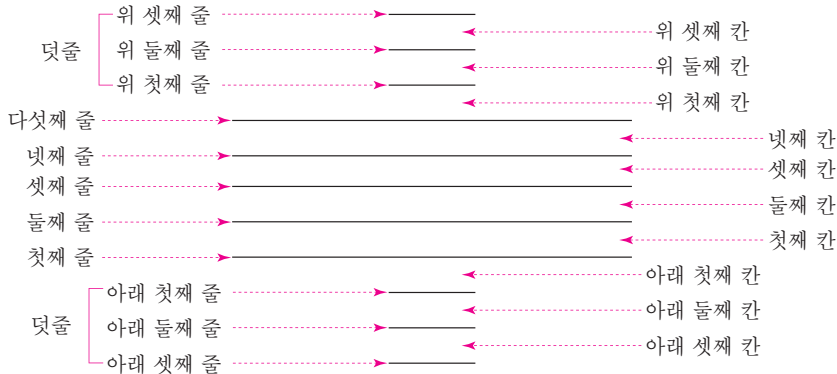 위 셋째 줄
위 셋째 칸
덧줄
위 둘째 줄
위 둘째 칸
위 첫째 줄
위 첫째 칸
다섯째 줄
넷째 칸
넷째 줄
셋째 칸
셋째 줄
둘째 칸
둘째 줄
첫째 칸
첫째 줄
아래 첫째 칸
아래 첫째 줄
아래 둘째 칸
덧줄
아래 둘째 줄
아래 셋째 칸
아래 셋째 줄